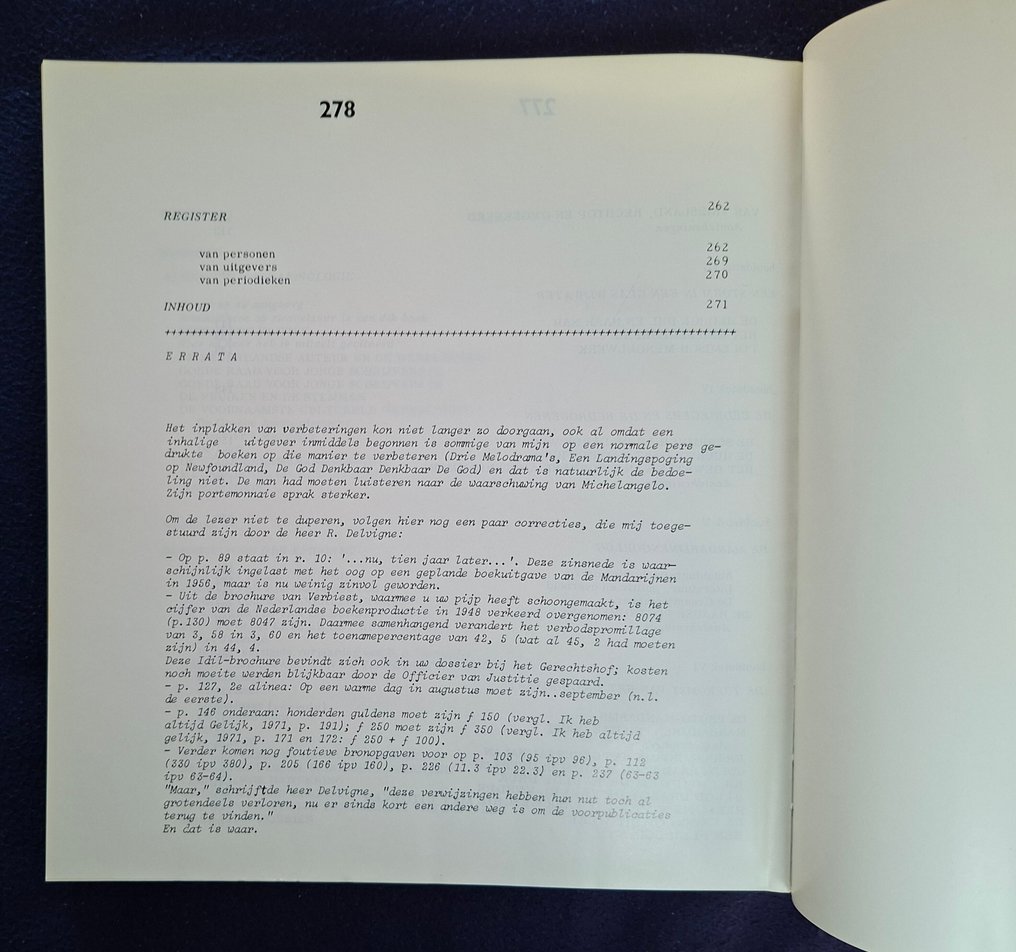 278
REGISTER 262
van personen 262
van uitgevers 269
van periodieken 270
INHOUD 271
++++++++++++++++++++++++++++++++++++++++++++++++++++++++++++++++++++++++++++++++
E R R A T A
Het inplakken van verbeteringen kon niet langer zo doorgaan, ook al omdat een
inhalige uitgever inmiddels begonnen is sommige van mijn op een normale pers ge-
drukte boeken op die manier te verbeteren (Drie Melodrama's, Een Landingspoging
op Newfoundland, De God Denkbaar Denkbaar De God) en dat is natuurlijk de bedoe-
ling niet. De man had moeten luisteren naar de waarschuwing van Michelangelo.
Zijn portemonnaie sprak sterker.
Om de lezer niet te duperen, volgen hier nog een paar correcties, die mij toege-
stuurd zijn door de heer R. Delvigne:
- Op p. 89 staat in r. 10: '...nu, tien jaar later...'. Deze zinsnede is waar-
schijnlijk ingelast met het oog op een geplande boekuitgave van de Mandarijnen
in 1956, maar is nu weinig zinvol geworden.
- Uit de brochure van Verbiest, waarmee u uw pijp heeft schoongemaakt, is het
cijfer van de Nederlandse boekenproductie in 1948 verkeerd overgenomen: 8074
(p.130) moet 8047 zijn. Daarmee samenhangend verandert het verbodspromillage
van 3, 58 in 3, 60 en het toenamepercentage van 42, 5 (wat al 45, 2 had moeten
zijn) in 44, 4.
Deze Idil-brochure bevindt zich ook in uw dossier bij het Gerechtshof; kosten
noch moeite werden blijkbaar door de Officier van Justitie gespaard.
- p. 127, 2e alinea: Op een warme dag in augustus moet zijn..september (n.l.
de eerste).
- p. 146 onderaan: honderden guldens moet zijn f 150 (vergl. Ik heb
altijd Gelijk, 1971, p. 191); f 250 moet zijn f 350 (vergl. Ik heb altijd
gelijk, 1971, p. 171 en 172: f 250 + f 100).
- Verder komen nog foutieve bronopgaven voor op p. 103 (95 ipv 96), p. 112
(330 ipv 380), p. 205 (166 ipv 160), p. 226 (11.3 ipv 22.3) en p. 237 (63-63
ipv 63-64).
"Maar," schrijftde heer Delvigne, "deze verwijzingen hebben hun nut toch al
grotendeels verloren, nu er sinds kort een andere weg is om de voorpublicaties
terug te vinden."
En dat is waar.